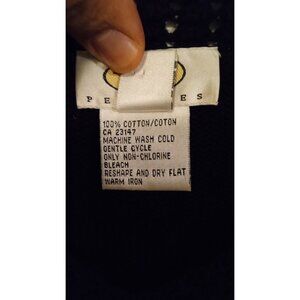 P E E S
100% COTTON/COTON
CA 23147
MACHINE WASH COLD
GENTLE CYCLE
ONLY NON-CHLORINE
BLEACH
RESHAPE AND DRY FLAT
WARM IRON